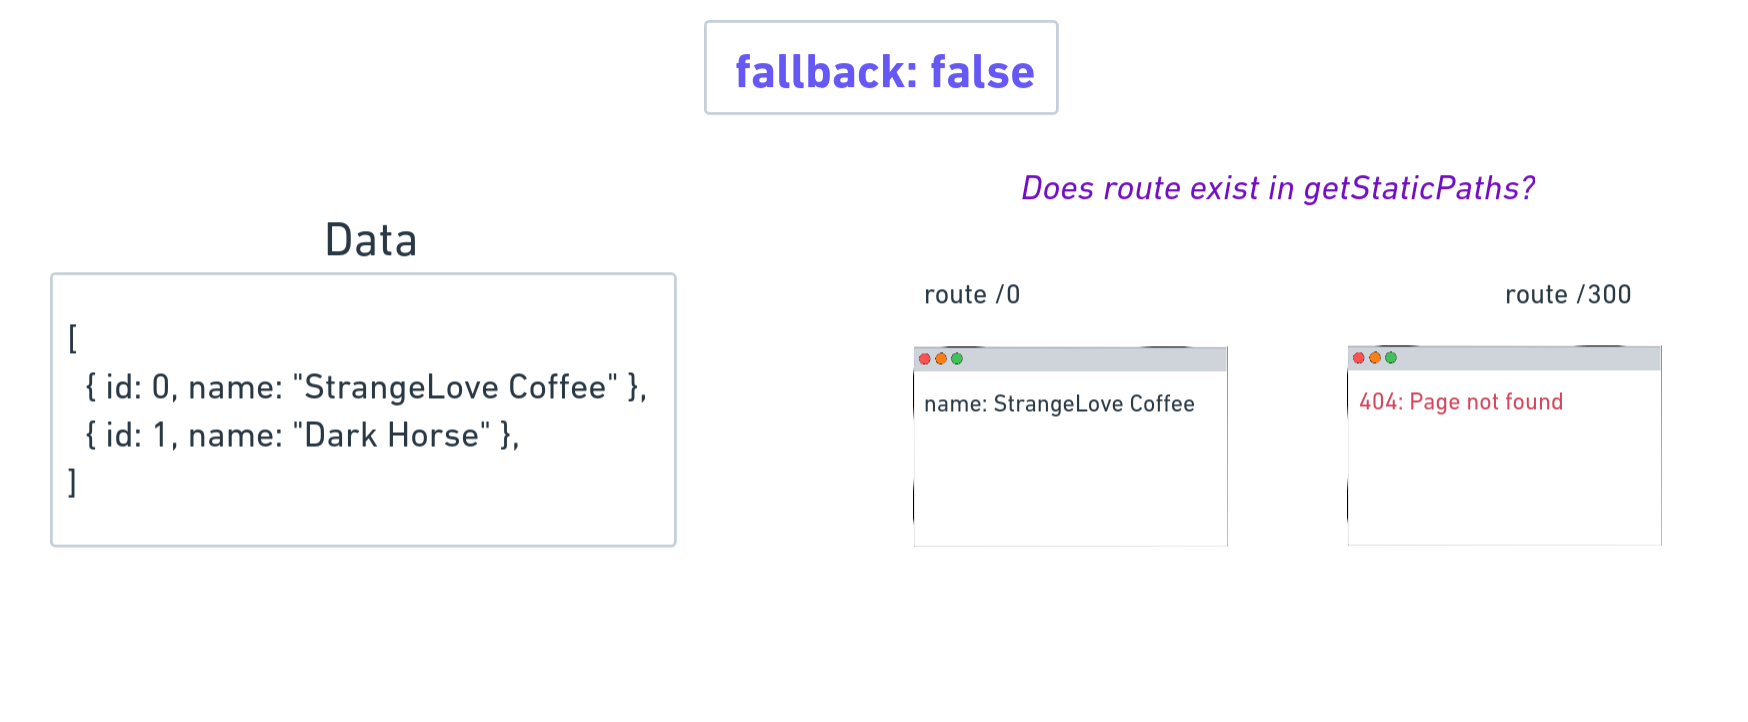 fallback: false
Does route exist in getStaticPaths?
Data
[
{ id: 0, name: "StrangeLove Coffee" },
{ id: 1, name: "Dark Horse" },
]
route /0
name: StrangeLove Coffee
route /300
404: Page not found